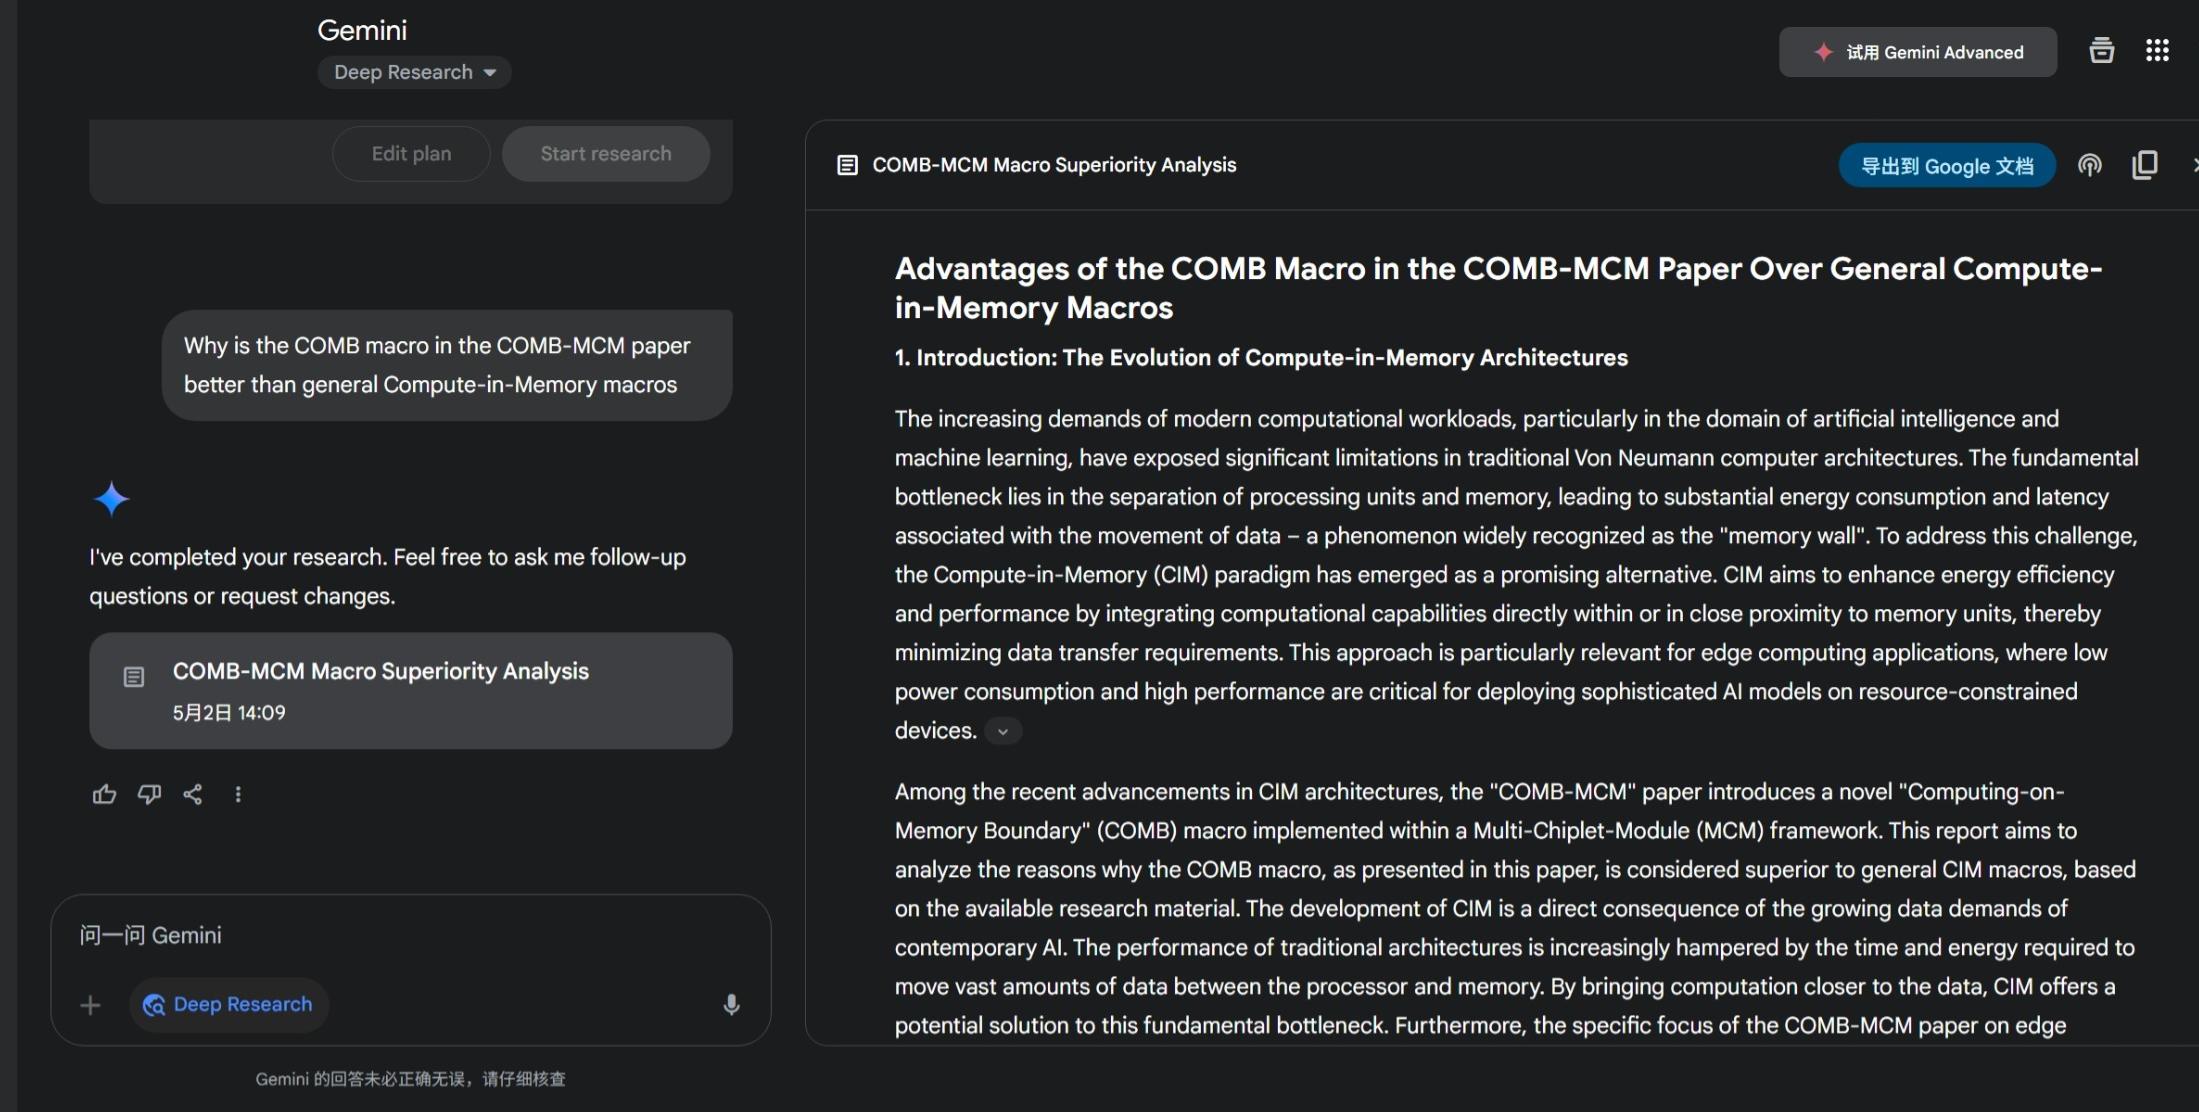 Gemini
Deep Research
试用 Gemini Advanced
Edit plan
Start research
Why is the COMB macro in the COMB-MCM paper
better than general Compute-in-Memory macros
I've completed your research. Feel free to ask me follow-up
questions or request changes.
COMB-MCM Macro Superiority Analysis
5月2日 14:09
问一问 Gemini
Deep Research
Gemini 的回答未必正确无误，请仔细核查
COMB-MCM Macro Superiority Analysis
导出到 Google 文档
Advantages of the COMB Macro in the COMB-MCM Paper Over General Compute-
in-Memory Macros
1. Introduction: The Evolution of Compute-in-Memory Architectures
The increasing demands of modern computational workloads, particularly in the domain of artificial intelligence and
machine learning, have exposed significant limitations in traditional Von Neumann computer architectures. The fundamental
bottleneck lies in the separation of processing units and memory, leading to substantial energy consumption and latency
associated with the movement of data – a phenomenon widely recognized as the "memory wall". To address this challenge,
the Compute-in-Memory (CIM) paradigm has emerged as a promising alternative. CIM aims to enhance energy efficiency
and performance by integrating computational capabilities directly within or in close proximity to memory units, thereby
minimizing data transfer requirements. This approach is particularly relevant for edge computing applications, where low
power consumption and high performance are critical for deploying sophisticated AI models on resource-constrained
devices.
Among the recent advancements in CIM architectures, the "COMB-MCM" paper introduces a novel "Computing-on-
Memory Boundary" (COMB) macro implemented within a Multi-Chiplet-Module (MCM) framework. This report aims to
analyze the reasons why the COMB macro, as presented in this paper, is considered superior to general CIM macros, based
on the available research material. The development of CIM is a direct consequence of the growing data demands of
contemporary AI. The performance of traditional architectures is increasingly hampered by the time and energy required to
move vast amounts of data between the processor and memory. By bringing computation closer to the data, CIM offers a
potential solution to this fundamental bottleneck. Furthermore, the specific focus of the COMB-MCM paper on edge